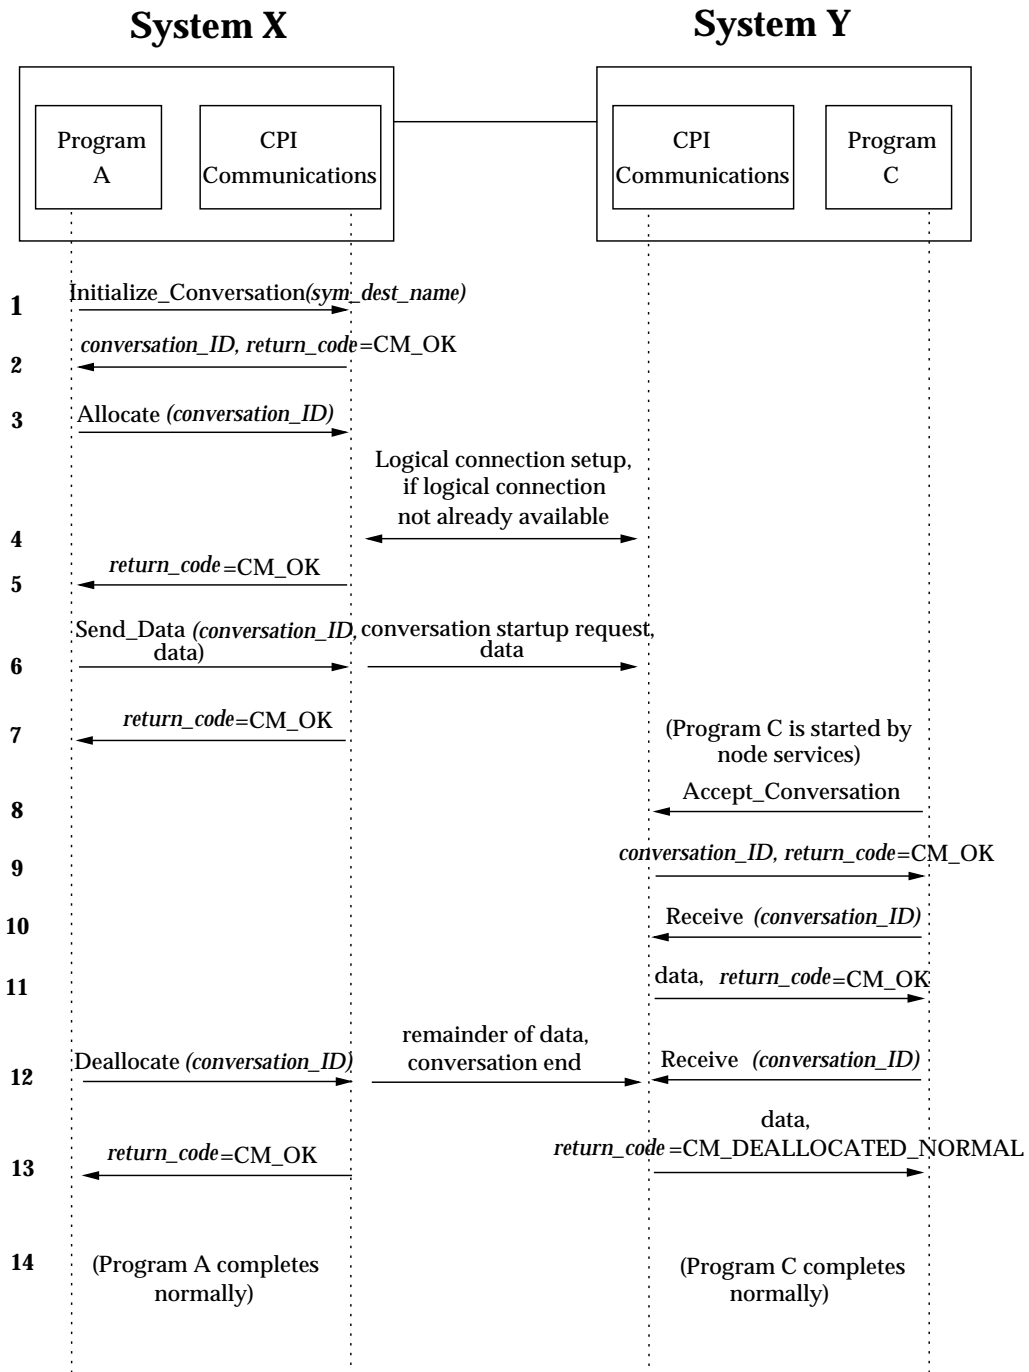 System X
System Y
Program
A
CPI
Communications
CPI
Communications
Program
C
1
Initialize_Conversation(sym_dest_name)
2
conversation_ID, return_code=CM_OK
3
Allocate (conversation_ID)
Logical connection setup,
if logical connection
not already available
4
5
return_code=CM_OK
6
Send_Data (conversation_ID,
data)
conversation startup request,
data
7
return_code=CM_OK
(Program C is started by
node services)
8
Accept_Conversation
9
conversation_ID, return_code=CM_OK
10
Receive (conversation_ID)
11
data, return_code=CM_OK
12
Deallocate (conversation_ID)
remainder of data,
conversation end
Receive (conversation_ID)
13
return_code=CM_OK
data,
return_code=CM_DEALLOCATED_NORMAL
14
(Program A completes
normally)
(Program C completes
normally)